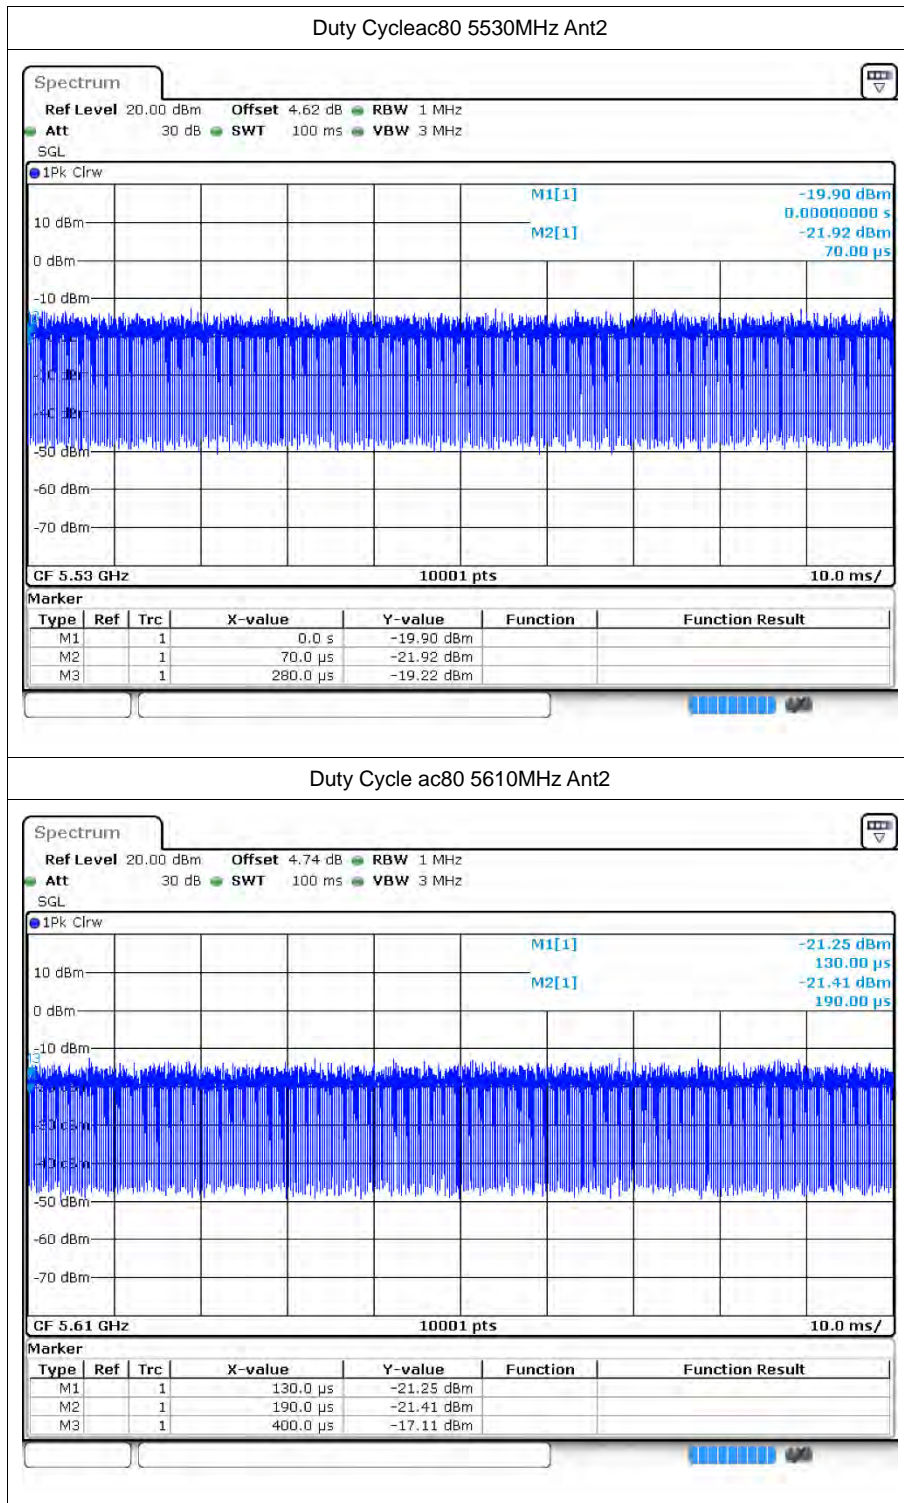 Duty Cycleac80 5530MHz Ant2
Spectrum
Ref Level 20.00 dBm Offset 4.62 dB RBW 1 MHz
Att 30 dB SWT 100 ms VBW 3 MHz
SGL
1Pk Clrw
M1[1] -19.90 dBm
0.00000000 s
10 dBm
M2[1] -21.92 dBm
70.00 µs
0 dBm
-10 dBm
-50 dBm
-60 dBm
-70 dBm
CF 5.53 GHz 10001 pts 10.0 ms/
Marker
Type Ref Trc X-value Y-value Function Function Result
M1 1 0.0 s -19.90 dBm
M2 1 70.0 µs -21.92 dBm
M3 1 280.0 µs -19.22 dBm
Duty Cycle ac80 5610MHz Ant2
Spectrum
Ref Level 20.00 dBm Offset 4.74 dB RBW 1 MHz
Att 30 dB SWT 100 ms VBW 3 MHz
SGL
1Pk Clrw
M1[1] -21.25 dBm
130.00 µs
10 dBm
M2[1] -21.41 dBm
190.00 µs
0 dBm
-10 dBm
-50 dBm
-60 dBm
-70 dBm
CF 5.61 GHz 10001 pts 10.0 ms/
Marker
Type Ref Trc X-value Y-value Function Function Result
M1 1 130.0 µs -21.25 dBm
M2 1 190.0 µs -21.41 dBm
M3 1 400.0 µs -17.11 dBm